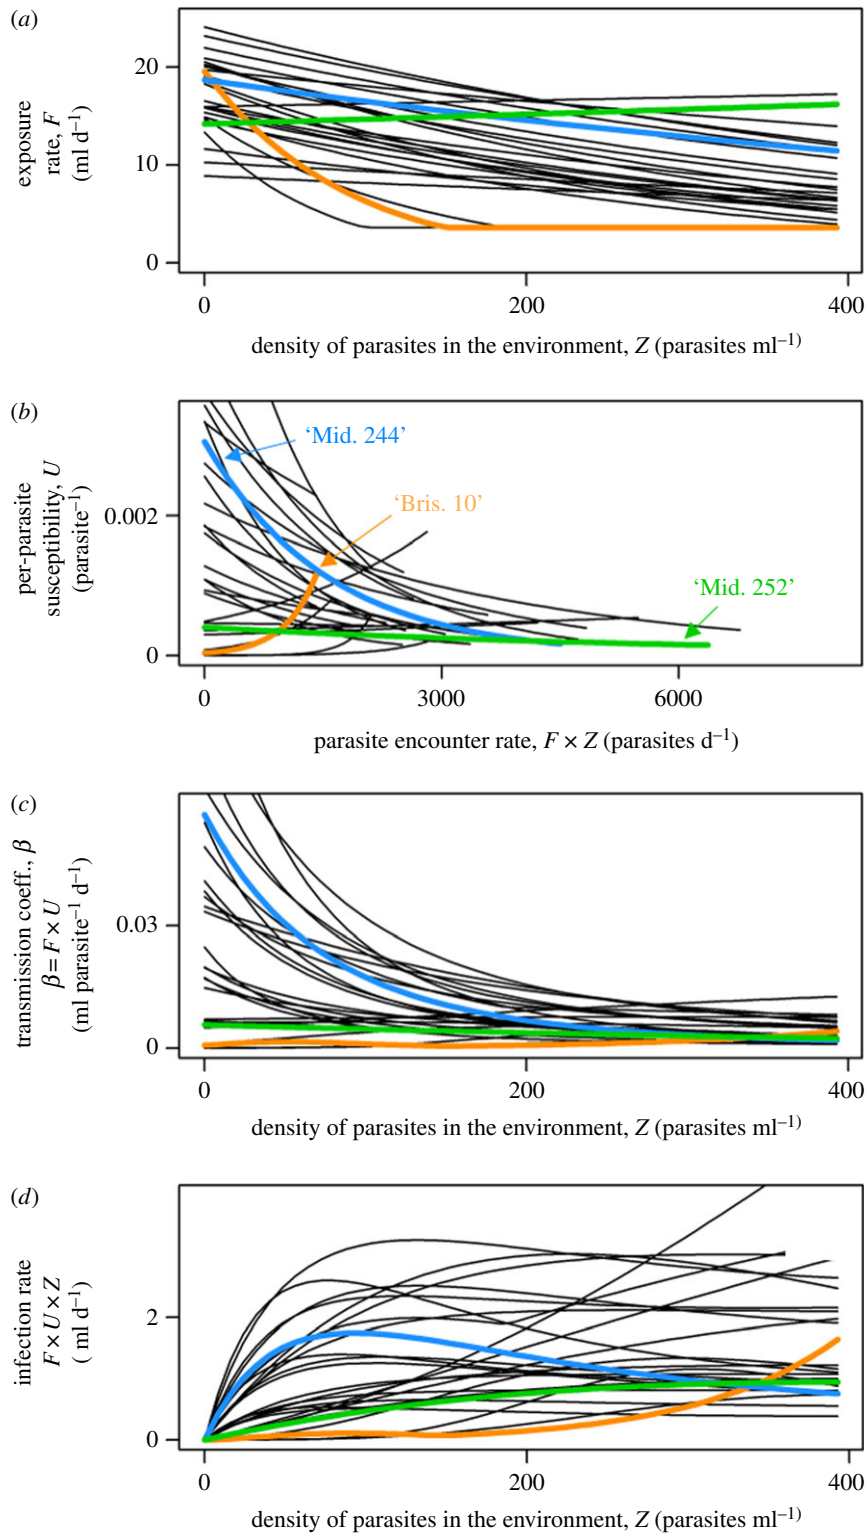 (a)
exposure
rate, F
(ml d⁻¹)
20
10
0
0 200 400
density of parasites in the environment, Z (parasites ml⁻¹)
(b)
per-parasite
susceptibility, U
(parasite⁻¹)
0.002
0
‘Mid. 244’
‘Bris. 10’
‘Mid. 252’
0 3000 6000
parasite encounter rate, F × Z (parasites d⁻¹)
(c)
transmission coeff., β
β = F × U
(ml parasite⁻¹ d⁻¹)
0.03
0
0 200 400
density of parasites in the environment, Z (parasites ml⁻¹)
(d)
infection rate
F × U × Z
( ml d⁻¹)
2
0
0 200 400
density of parasites in the environment, Z (parasites ml⁻¹)